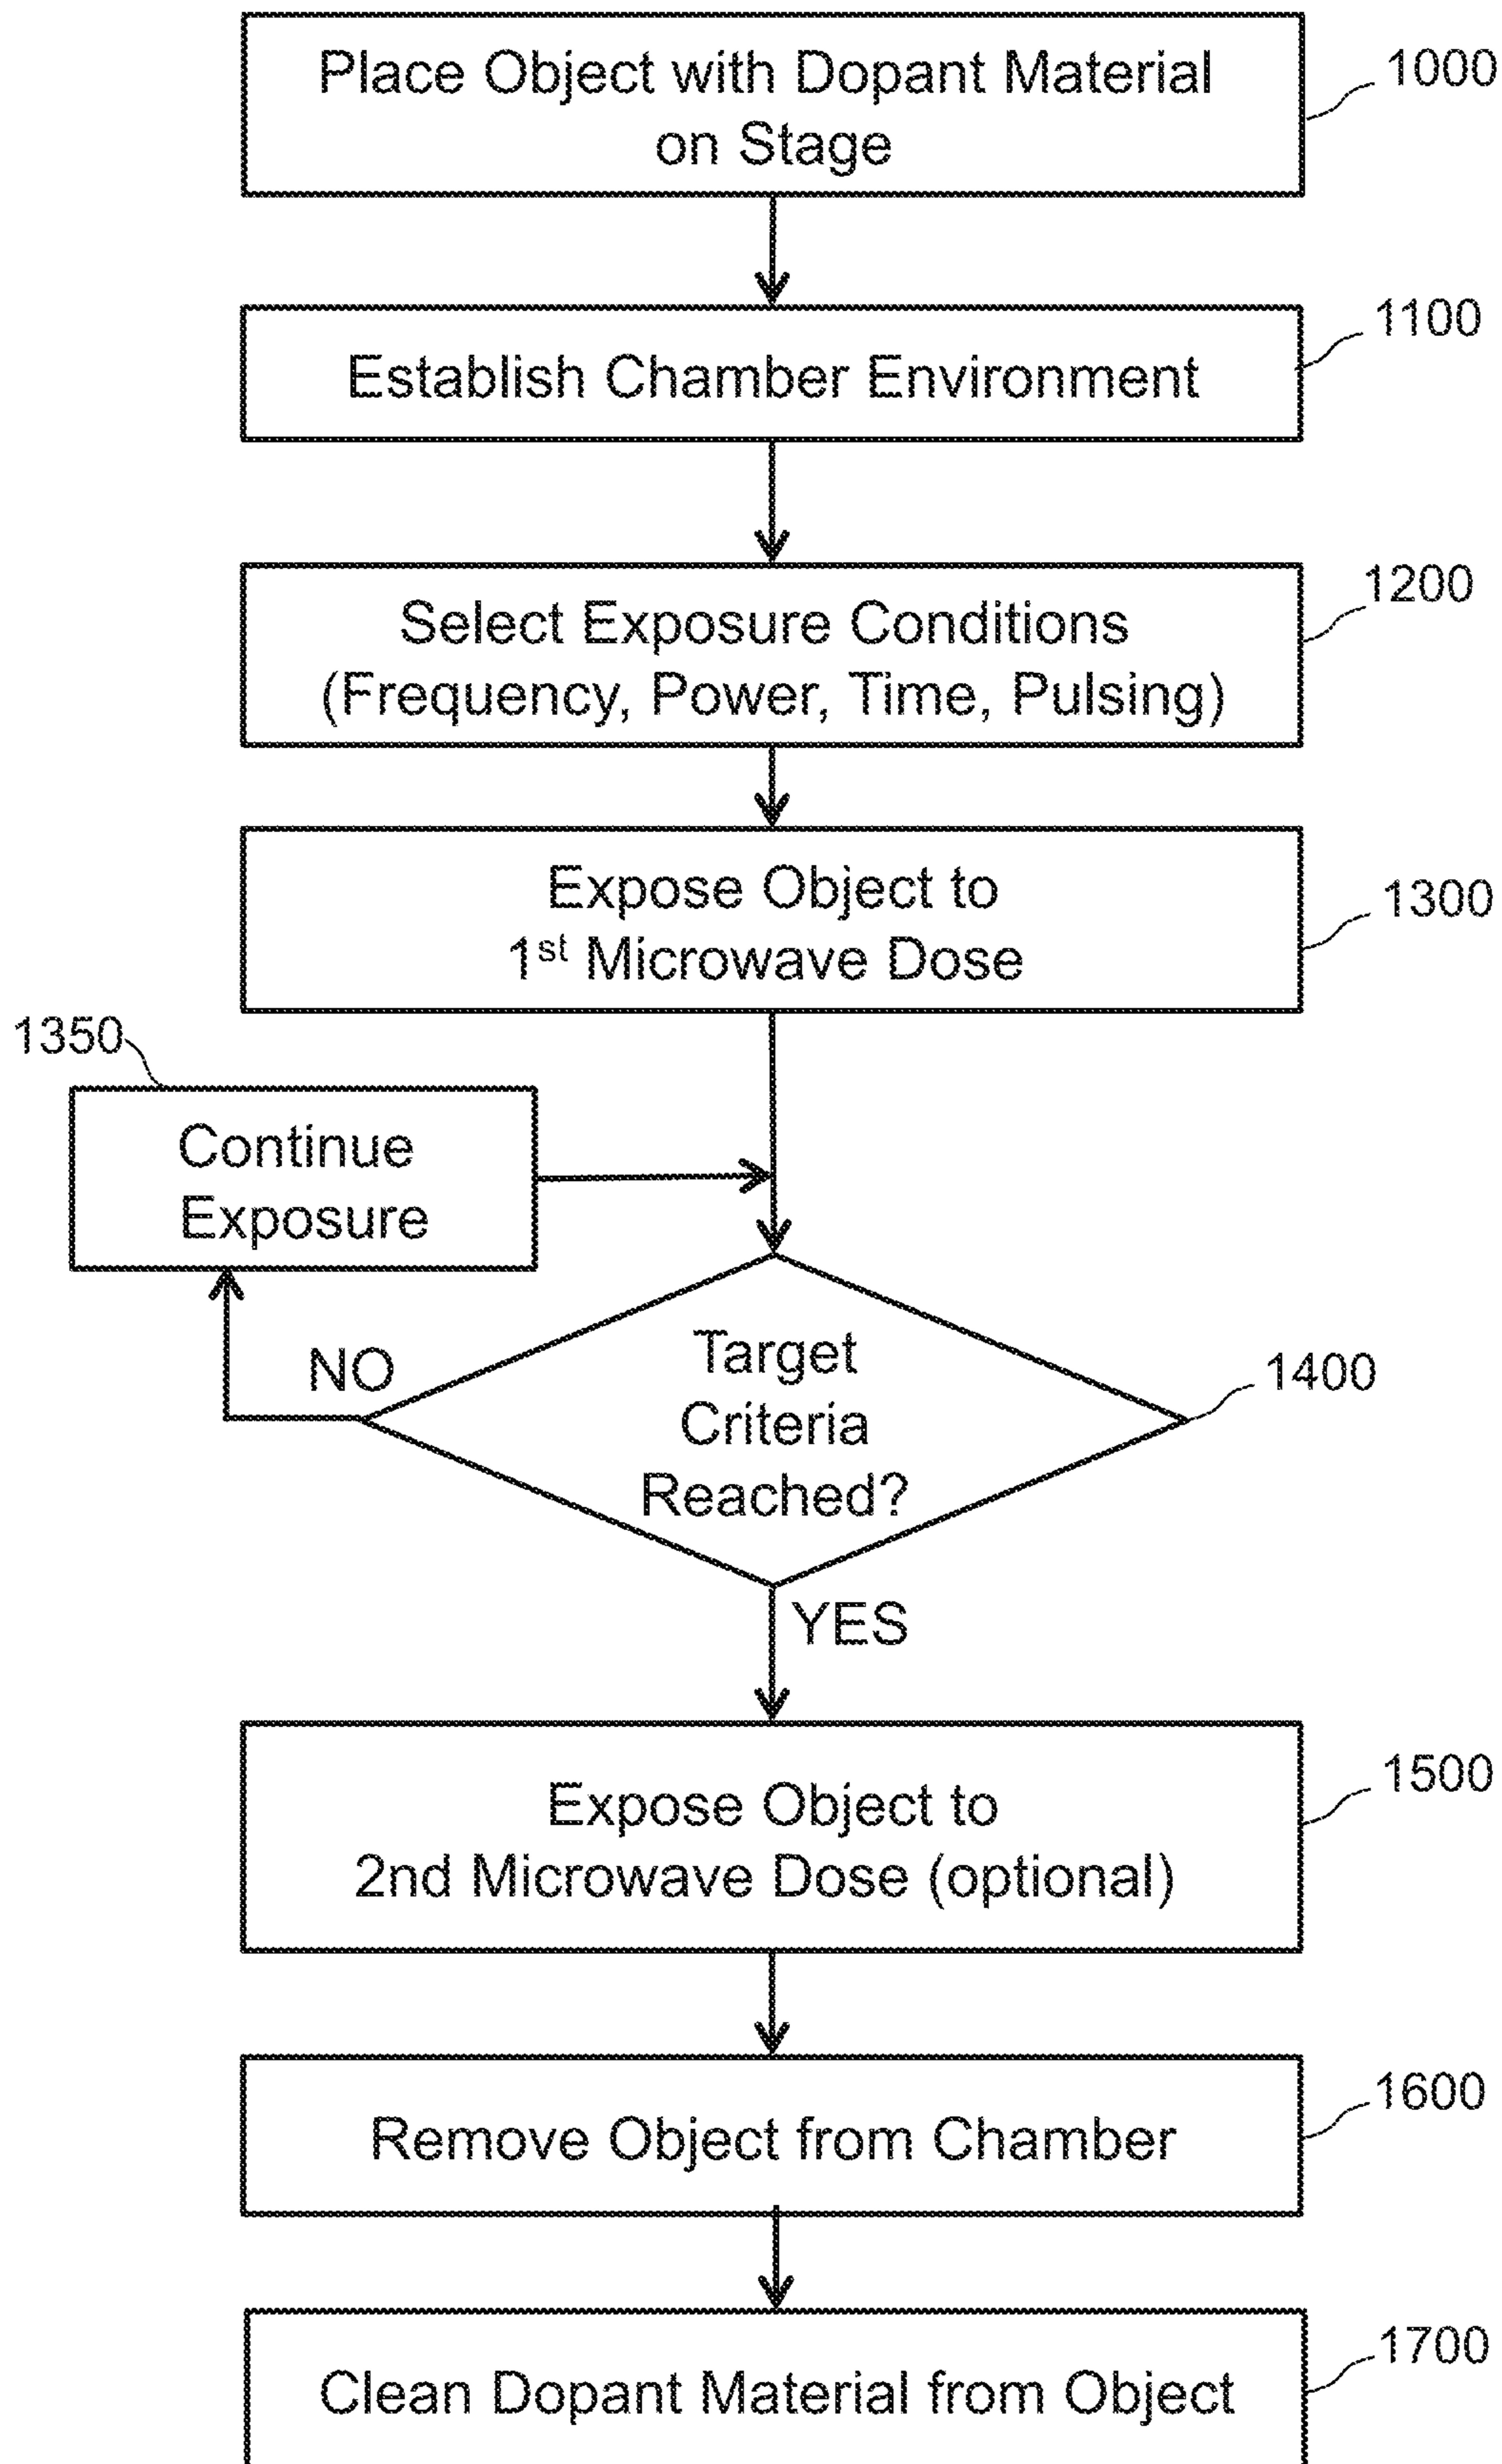 Place Object with Dopant Material
on Stage
1000
Establish Chamber Environment
1100
Select Exposure Conditions
(Frequency, Power, Time, Pulsing)
1200
Expose Object to
1st Microwave Dose
1300
1350
Continue
Exposure
NO
Target
Criteria
Reached?
1400
YES
Expose Object to
2nd Microwave Dose (optional)
1500
Remove Object from Chamber
1600
Clean Dopant Material from Object
1700